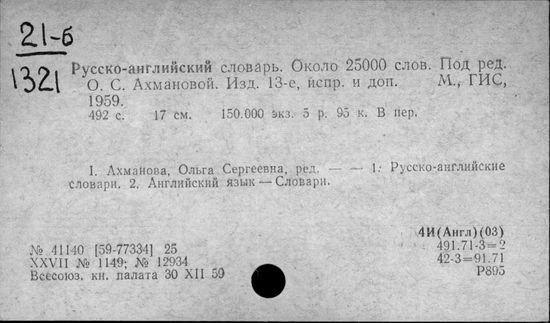 21-б
1321
Русско-английский словарь. Около 25000 слов. Под ред.
О. С. Ахмановой. Изд. 13-е, испр. и доп. М., ГИС,
1959.
492 с. 17 см. 150.000 экз. 5 р. 95 к. В пер.
1. Ахманова, Ольга Сергеевна, ред. — — 1. Русско-английские
словари. 2. Английский язык — Словари.
4И(Англ)(03)
№ 41140 [59-77334] 25
491.71-3=2
XXVII № 1149; № 12934
42-3=91.71
Всесоюз. кн. палата 30 XII 59
Р895